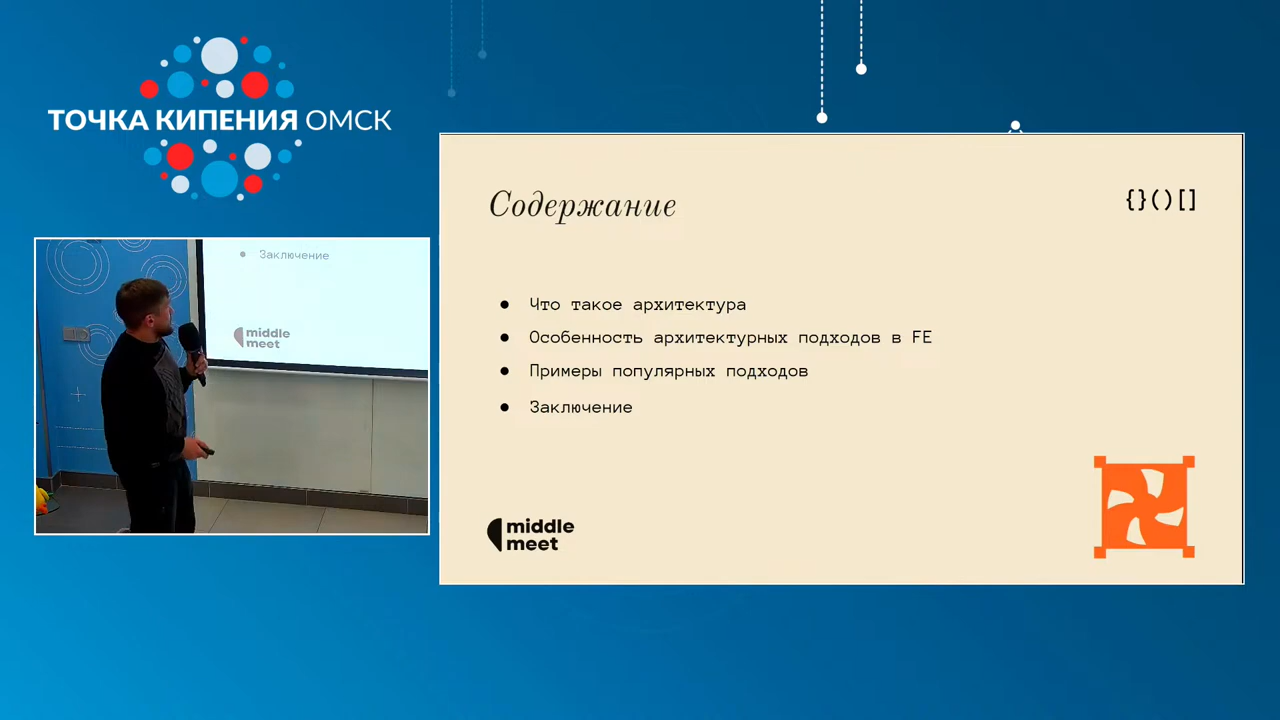 ТОЧКА КИПЕНИЯ ОМСК
Содержание
{}()[]
● Что такое архитектура
● Особенность архитектурных подходов в FE
● Примеры популярных подходов
● Заключение
middle
meet
● Заключение
middle
meet